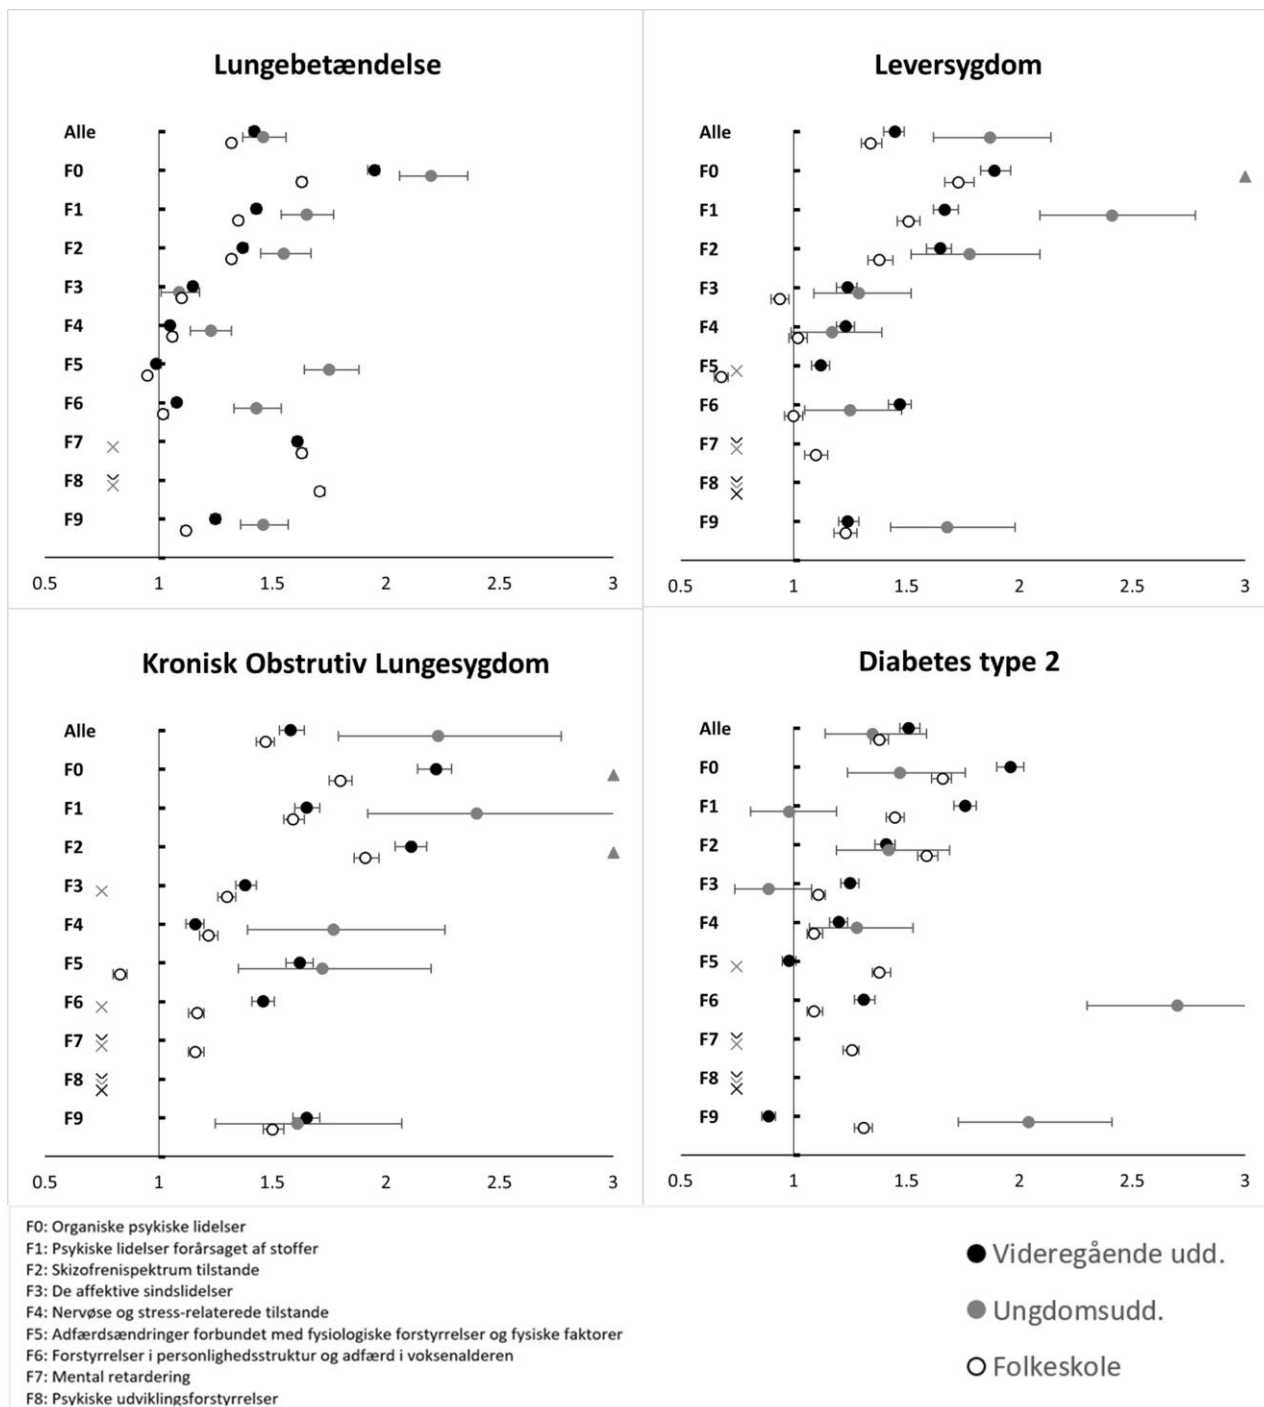 Lungebetændelse
Alle
F0
F1
F2
F3
F4
F5
F6
F7
F8
F9
0.5 1 1.5 2 2.5 3
Leversygdom
Alle
F0
F1
F2
F3
F4
F5
F6
F7
F8
F9
0.5 1 1.5 2 2.5 3
Kronisk Obstrutiv Lungesygdom
Alle
F0
F1
F2
F3
F4
F5
F6
F7
F8
F9
0.5 1 1.5 2 2.5 3
Diabetes type 2
Alle
F0
F1
F2
F3
F4
F5
F6
F7
F8
F9
0.5 1 1.5 2 2.5 3
F0: Organiske psykiske lidelser
F1: Psykiske lidelser forårsaget af stoffer
F2: Skizofrenispektrum tilstande
F3: De affektive sindslidelser
F4: Nervøse og stress-relaterede tilstande
F5: Adfærdsændringer forbundet med fysiologiske forstyrrelser og fysiske faktorer
F6: Forstyrrelser i personlighedsstruktur og adfærd i voksenalderen
F7: Mental retardering
F8: Psykiske udviklingsforstyrrelser
Videregående udd.
Ungdomsudd.
Folkeskole